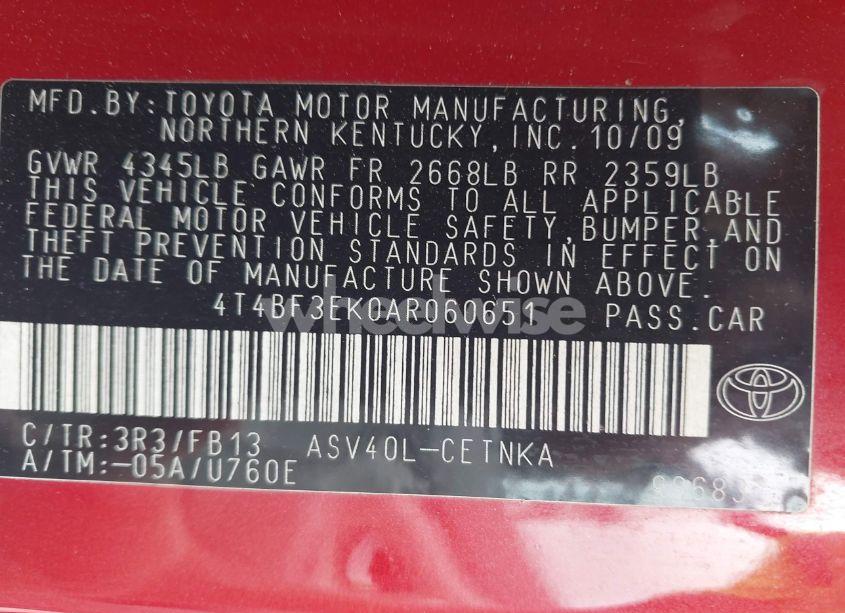 MFD. BY: TOYOTA MOTOR MANUFACTURING,
NORTHERN KENTUCKY, INC. 10/09
GVWR 4345LB GAWR FR 2668LB RR 2359LB
THIS VEHICLE CONFORMS TO ALL APPLICABLE
FEDERAL MOTOR VEHICLE SAFETY, BUMPER, AND
THEFT PREVENTION STANDARDS IN EFFECT ON
THE DATE OF MANUFACTURE SHOWN ABOVE.
4T4BF3EK0AR060651 PASS. CAR
wheelwise
C/TR: 3R3/FB13 ASV40L-CETNKA
A/TM: -05A/U760E